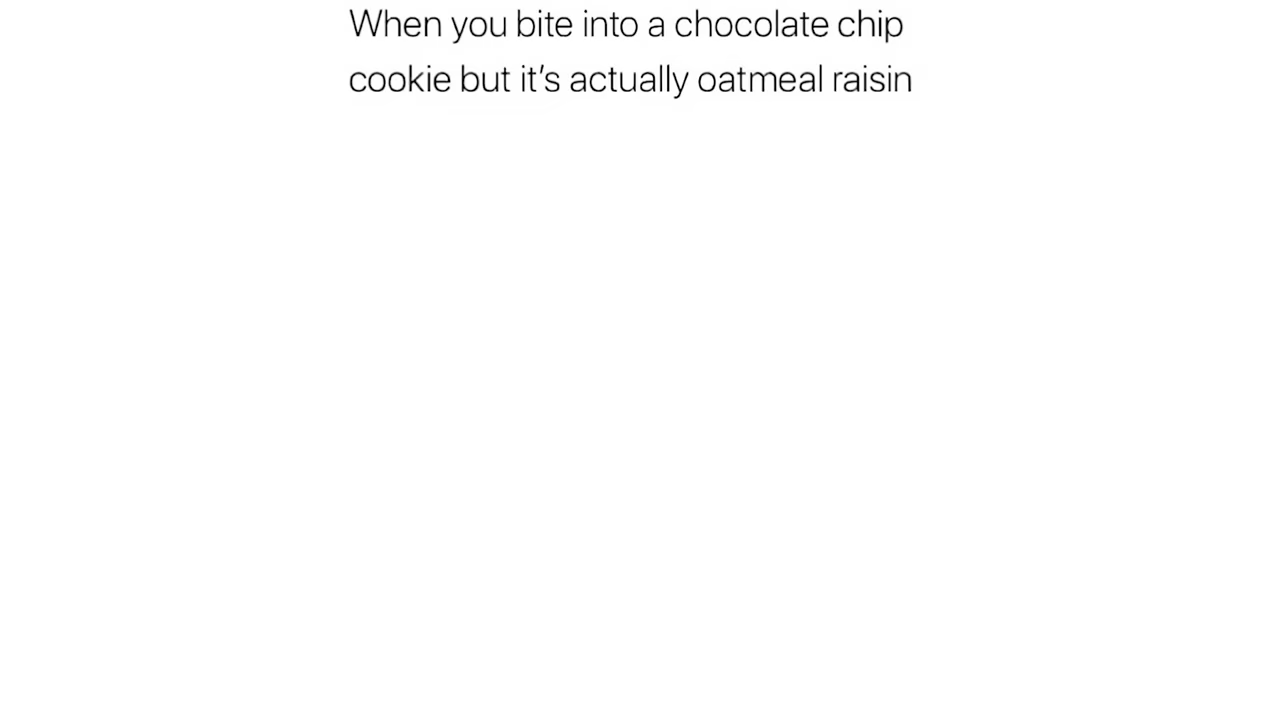 When you bite into a chocolate chip
cookie but it’s actually oatmeal raisin